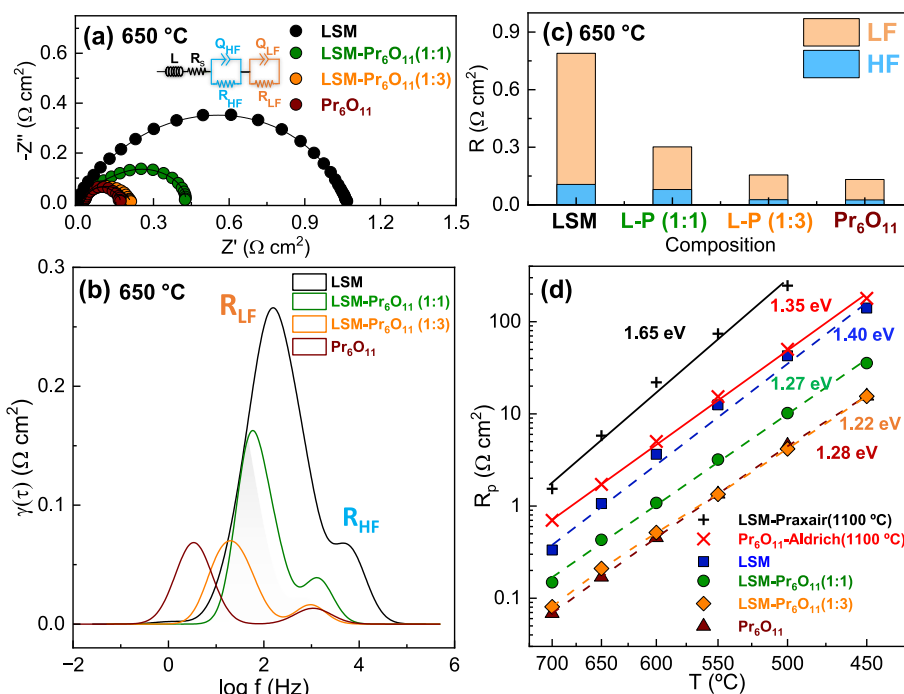 (a) 650 °C
LSM
LSM-Pr₆O₁₁(1:1)
LSM-Pr₆O₁₁(1:3)
Pr₆O₁₁
L
Rₛ
Q_HF
R_HF
Q_LF
R_LF
-Z'' (Ω cm²)
0.6
0.4
0.2
0.0
0.0 0.3 0.6 0.9 1.2 1.5
Z' (Ω cm²)
(c) 650 °C
LF
HF
R (Ω cm²)
0.9
0.6
0.3
0.0
LSM L-P (1:1) L-P (1:3) Pr₆O₁₁
Composition
(b) 650 °C
LSM
LSM-Pr₆O₁₁ (1:1)
LSM-Pr₆O₁₁ (1:3)
Pr₆O₁₁
R_LF
R_HF
γ(τ) (Ω cm²)
0.3
0.2
0.1
0.0
−2 0 2 4 6
log f (Hz)
(d)
1.65 eV
1.35 eV
1.40 eV
1.27 eV
1.22 eV
1.28 eV
LSM-Praxair(1100 ºC)
Pr₆O₁₁-Aldrich(1100 ºC)
LSM
LSM-Pr₆O₁₁(1:1)
LSM-Pr₆O₁₁(1:3)
Pr₆O₁₁
Rₚ (Ω cm²)
100
10
1
0.1
700 650 600 550 500 450
T (ºC)